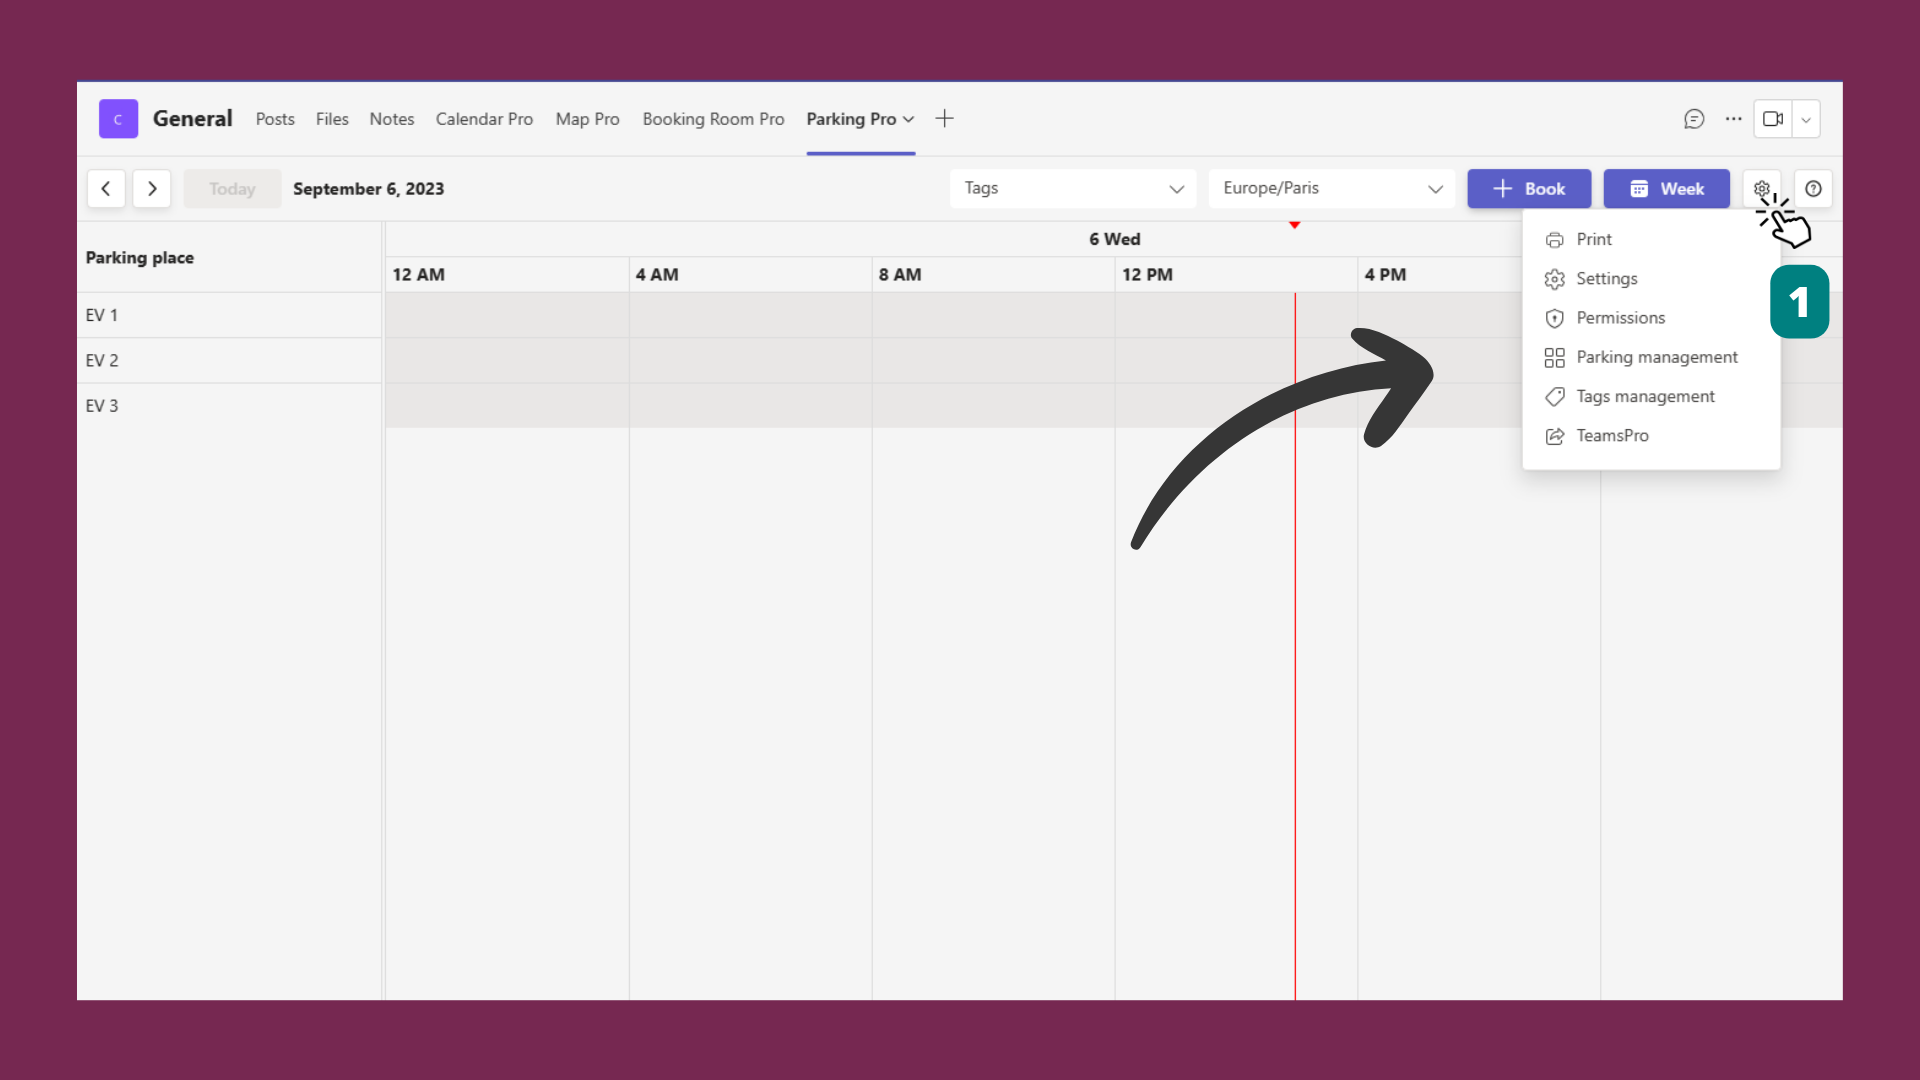 C General Posts Files Notes Calendar Pro Map Pro Booking Room Pro Parking Pro
Today September 6, 2023 Tags Europe/Paris Book Week
Parking place
6 Wed
12 AM 4 AM 8 AM 12 PM 4 PM
EV 1
EV 2
EV 3
Print
Settings
Permissions
Parking management
Tags management
TeamsPro
1